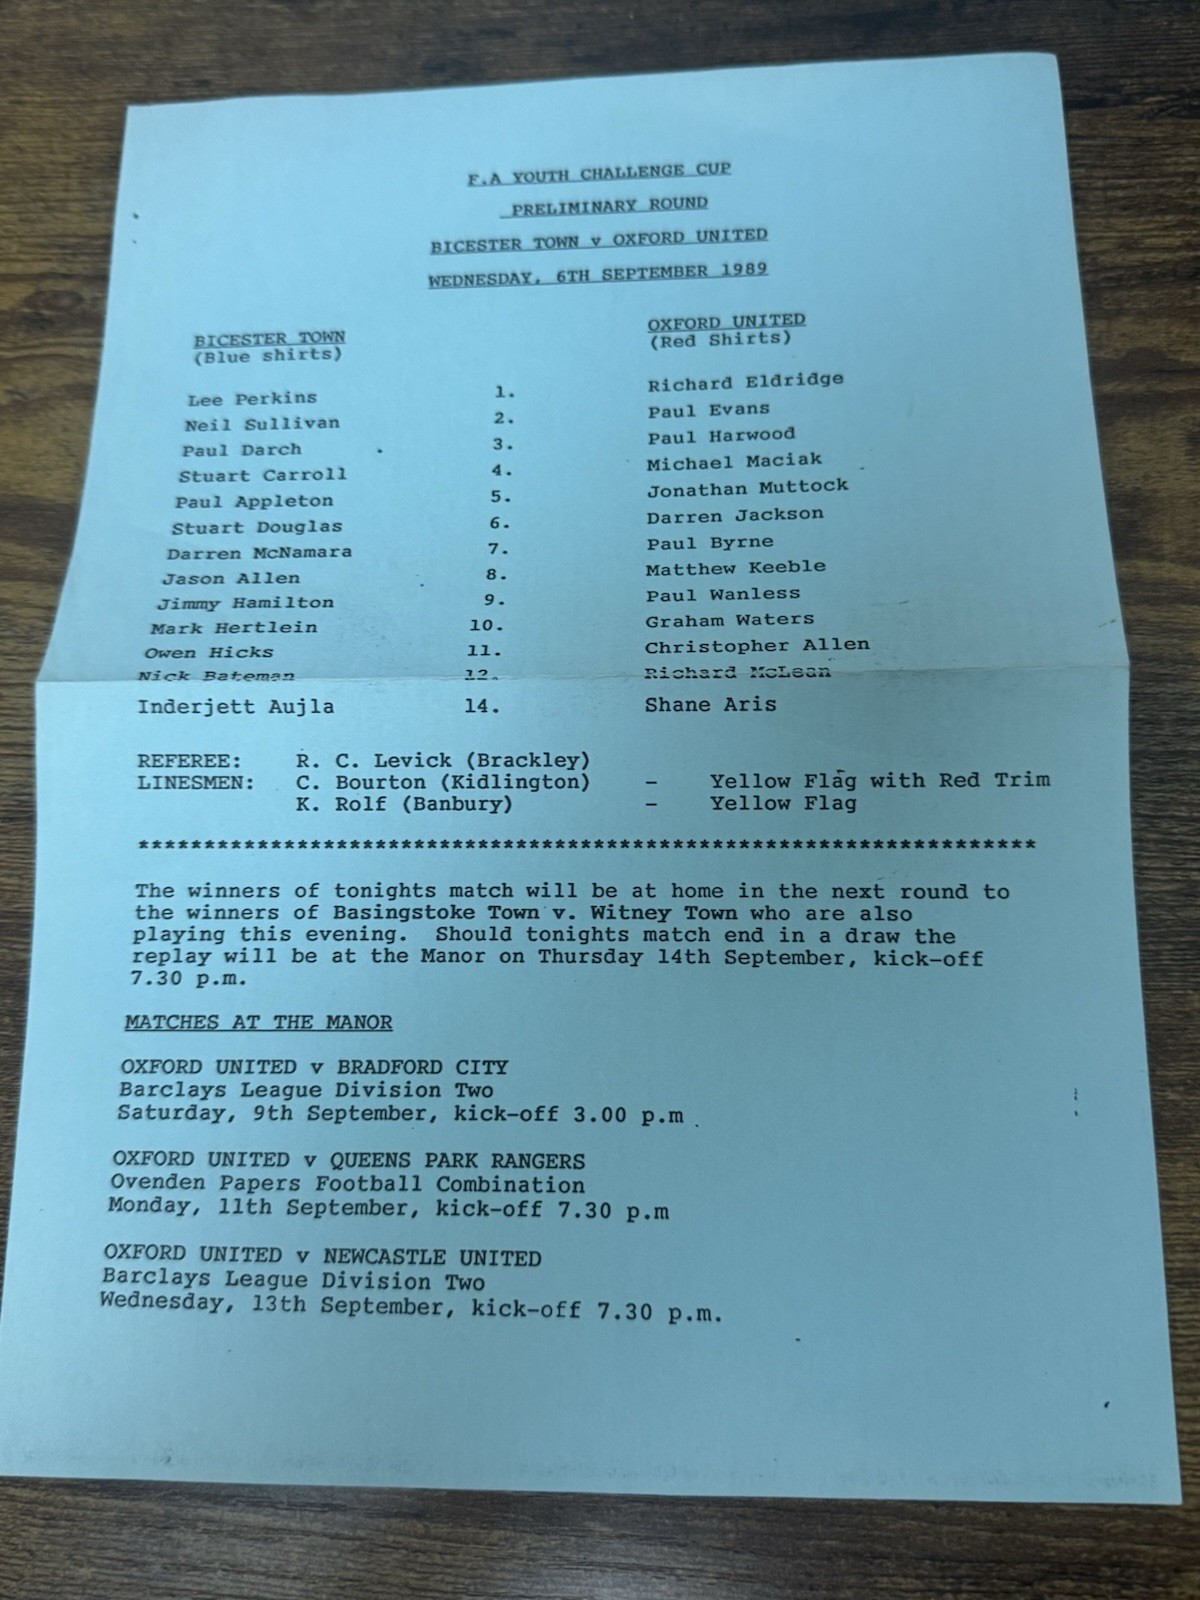 F.A YOUTH CHALLENGE CUP
PRELIMINARY ROUND
BICESTER TOWN v OXFORD UNITED
WEDNESDAY, 6TH SEPTEMBER 1989
BICESTER TOWN OXFORD UNITED
(Blue shirts) (Red Shirts)
Lee Perkins 1. Richard Eldridge
Neil Sullivan 2. Paul Evans
Paul Darch 3. Paul Harwood
Stuart Carroll 4. Michael Maciak
Paul Appleton 5. Jonathan Muttock
Stuart Douglas 6. Darren Jackson
Darren McNamara 7. Paul Byrne
Jason Allen 8. Matthew Keeble
Jimmy Hamilton 9. Paul Wanless
Mark Hertlein 10. Graham Waters
Owen Hicks 11. Christopher Allen
Nick Bateman 12. Richard McLean
Inderjett Aujla 14. Shane Aris
REFEREE: R. C. Levick (Brackley)
LINESMEN: C. Bourton (Kidlington) - Yellow Flag with Red Trim
K. Rolf (Banbury) - Yellow Flag
********************************************************************
The winners of tonights match will be at home in the next round to
the winners of Basingstoke Town v. Witney Town who are also
playing this evening. Should tonights match end in a draw the
replay will be at the Manor on Thursday 14th September, kick-off
7.30 p.m.
MATCHES AT THE MANOR
OXFORD UNITED v BRADFORD CITY
Barclays League Division Two
Saturday, 9th September, kick-off 3.00 p.m.
OXFORD UNITED v QUEENS PARK RANGERS
Ovenden Papers Football Combination
Monday, 11th September, kick-off 7.30 p.m
OXFORD UNITED v NEWCASTLE UNITED
Barclays League Division Two
Wednesday, 13th September, kick-off 7.30 p.m.